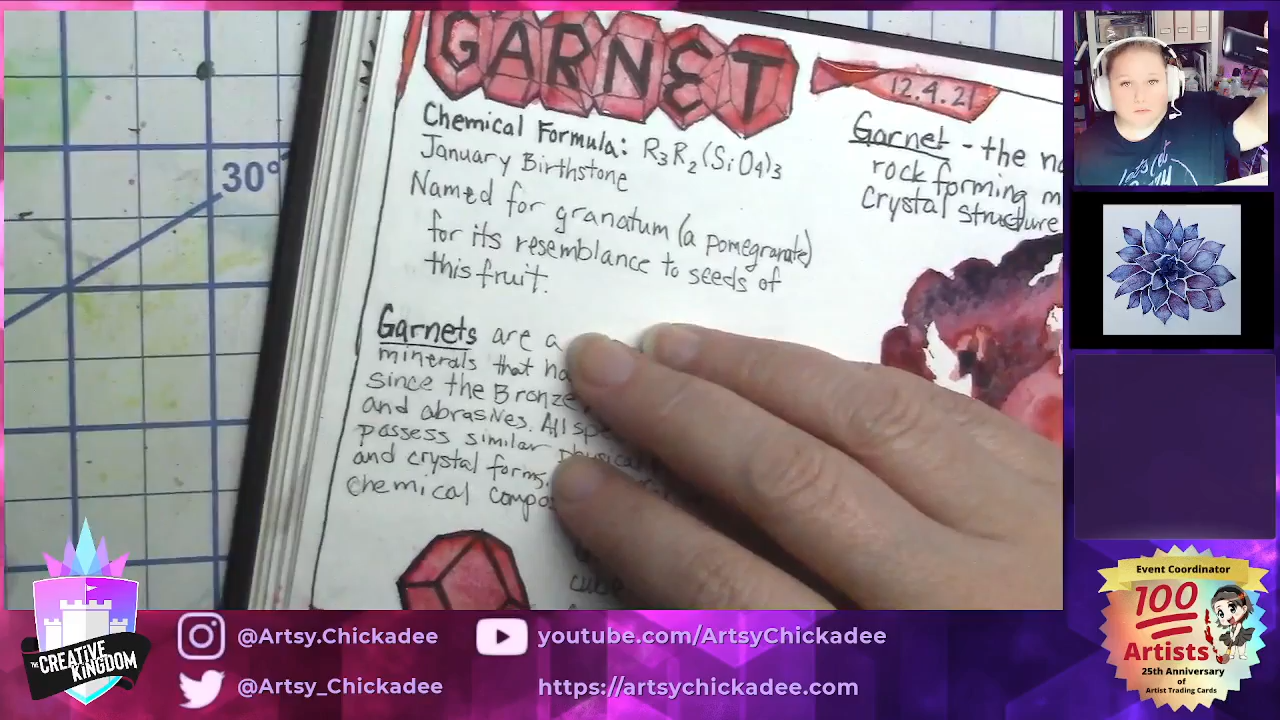 GARNET
12.4.21
Chemical Formula: R₃R₂(SiO₄)₃
January Birthstone
Named for granatum (a pomegranate)
for its resemblance to seeds of
this fruit.
Garnet - the
rock forming
Crystal structure
Garnets are a
minerals that
since the Bronze
and abrasives. All
possess similar physical
and crystal forms.
chemical
30°
Let's Get
THE CREATIVE KINGDOM
@Artsy.Chickadee
youtube.com/ArtsyChickadee
@Artsy_Chickadee
https://artsychickadee.com
Event Coordinator
100
Artists
25th Anniversary
of
Artist Trading Cards